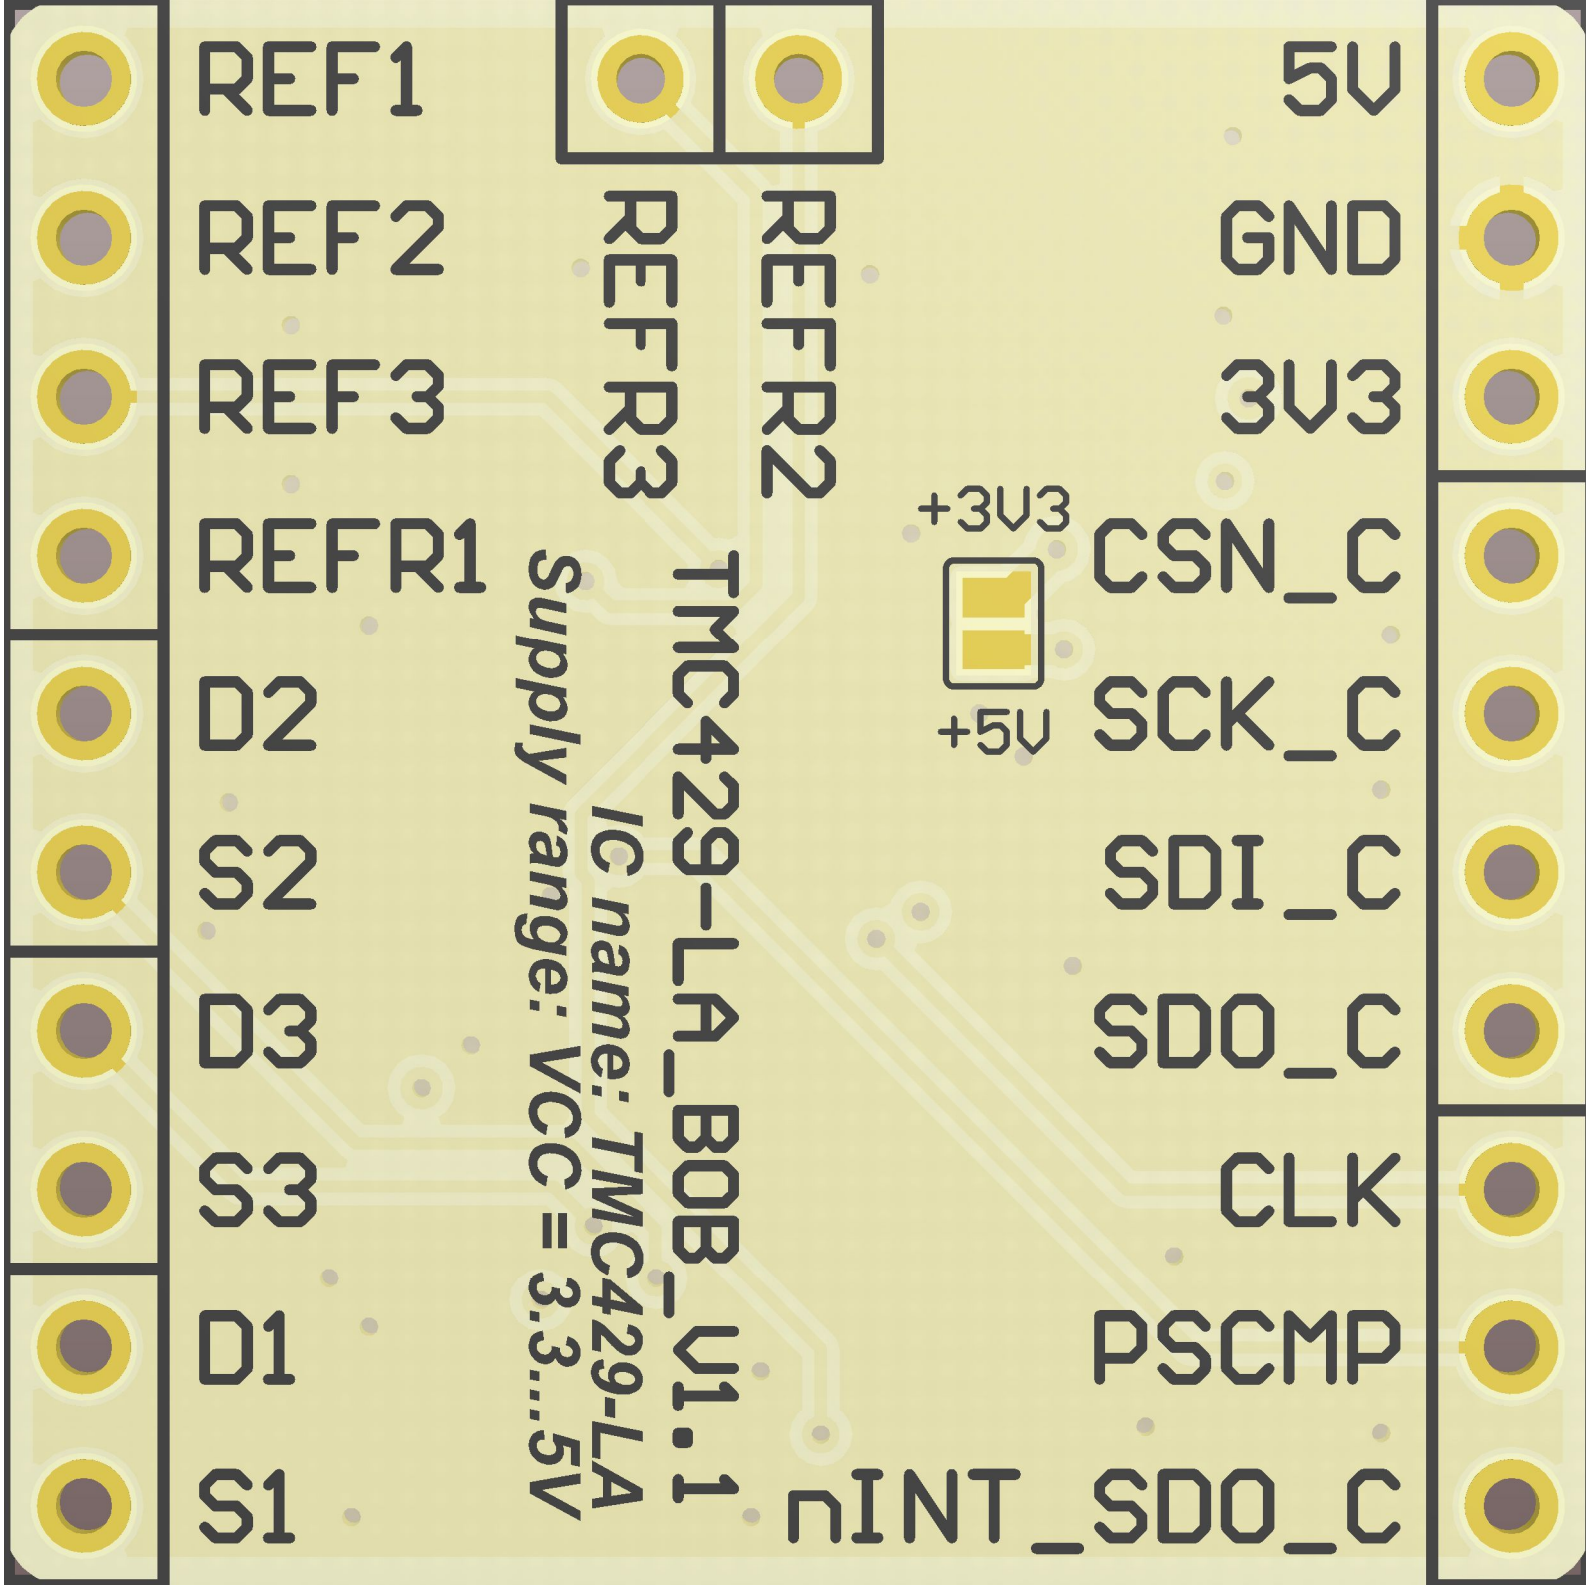 REF1
REF2
REF3
REFR1
D2
S2
D3
S3
D1
S1
REFR3
REFR2
TMC429-LA_BOB_V1.1
IC name: TMC429-LA
Supply range: VCC = 3.3...5V
+3V3
+5V
5V
GND
3V3
CSN_C
SCK_C
SDI_C
SDO_C
CLK
PSCMP
nINT_SDO_C